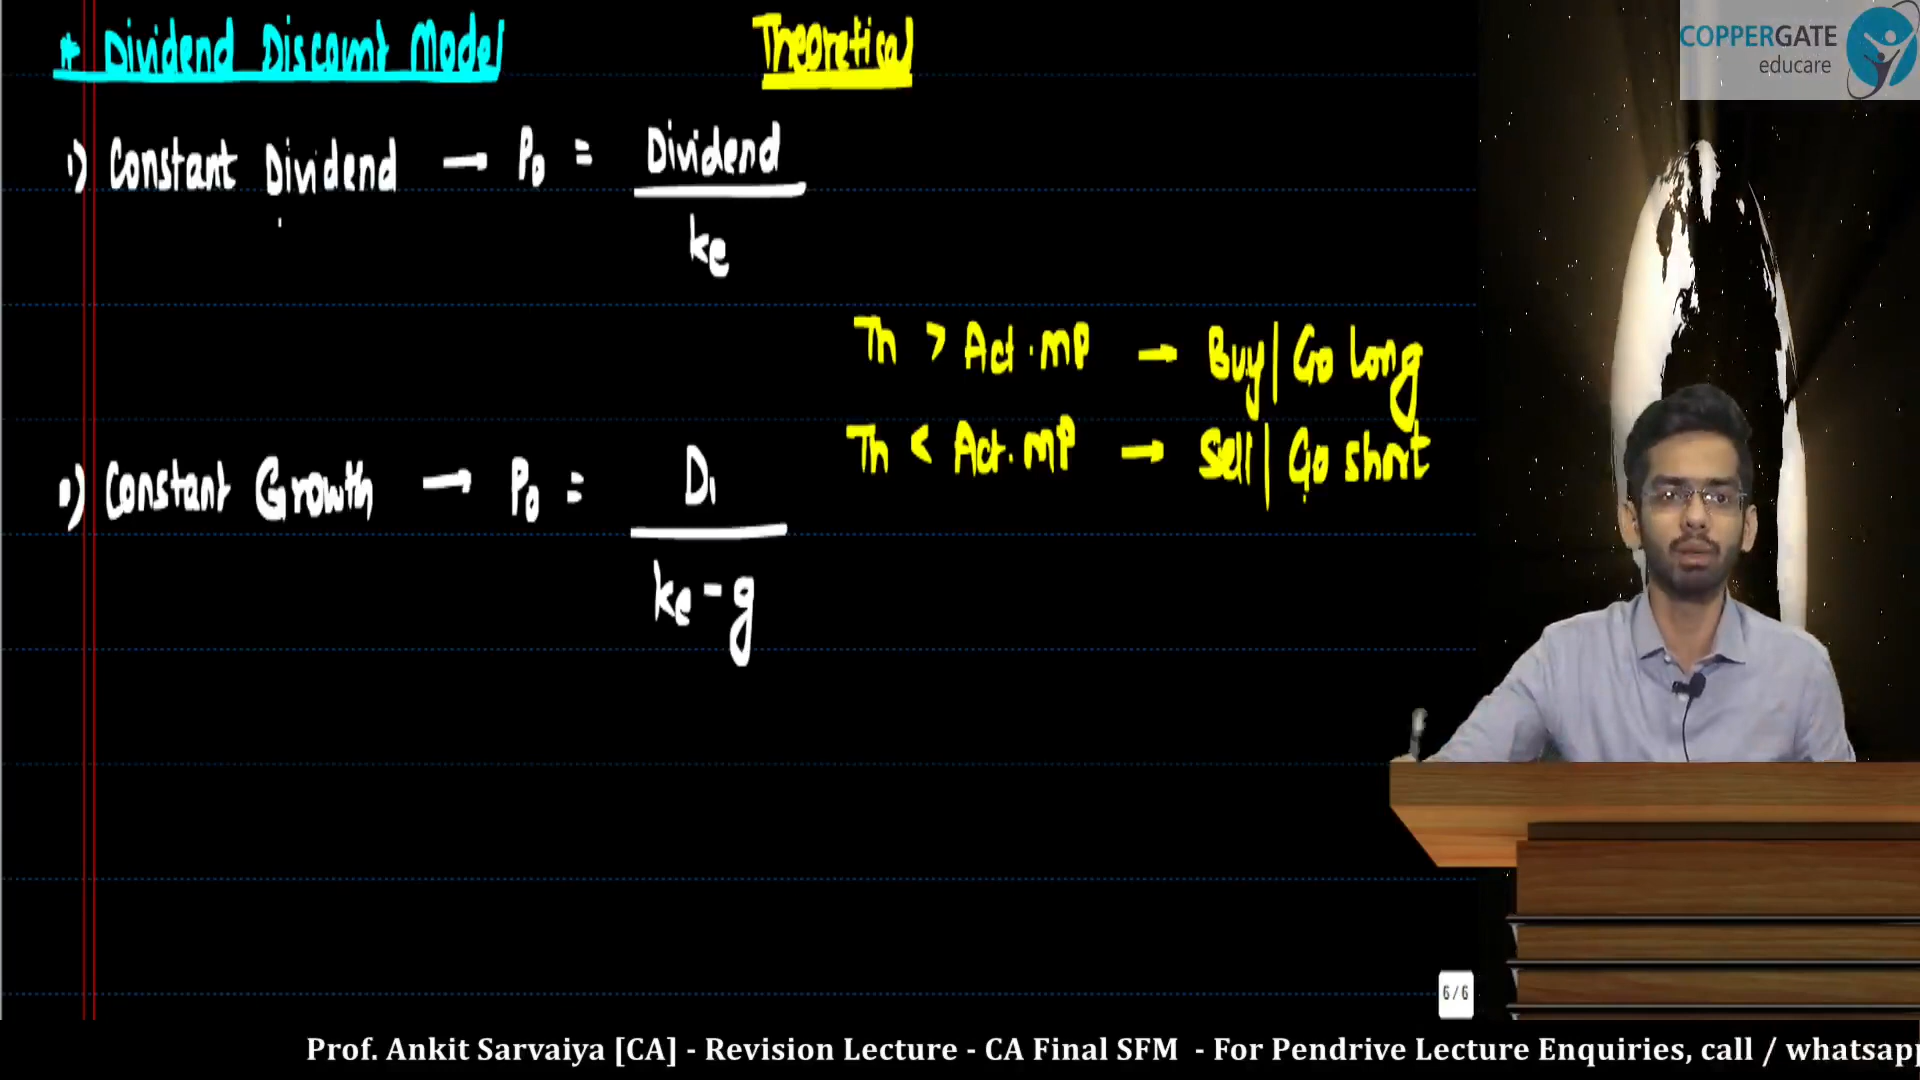 * Dividend Discount Model
Theoretical
1) Constant Dividend → P0 = Dividend / ke
Th > Act. MP → Buy | Go Long
Th < Act. MP → Sell | Go short
) Constant Growth → P0 = D1 / ke - g
COPPERGATE
educare
6/6
Prof. Ankit Sarvaiya [CA] - Revision Lecture - CA Final SFM - For Pendrive Lecture Enquiries, call / whatsapp